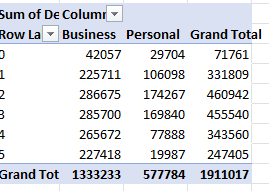 Sum of De Column
Row La Business Personal Grand Total
0 42057 29704 71761
1 225711 106098 331809
2 286675 174267 460942
3 285700 169840 455540
4 265672 77888 343560
5 227418 19987 247405
Grand Tot 1333233 577784 1911017